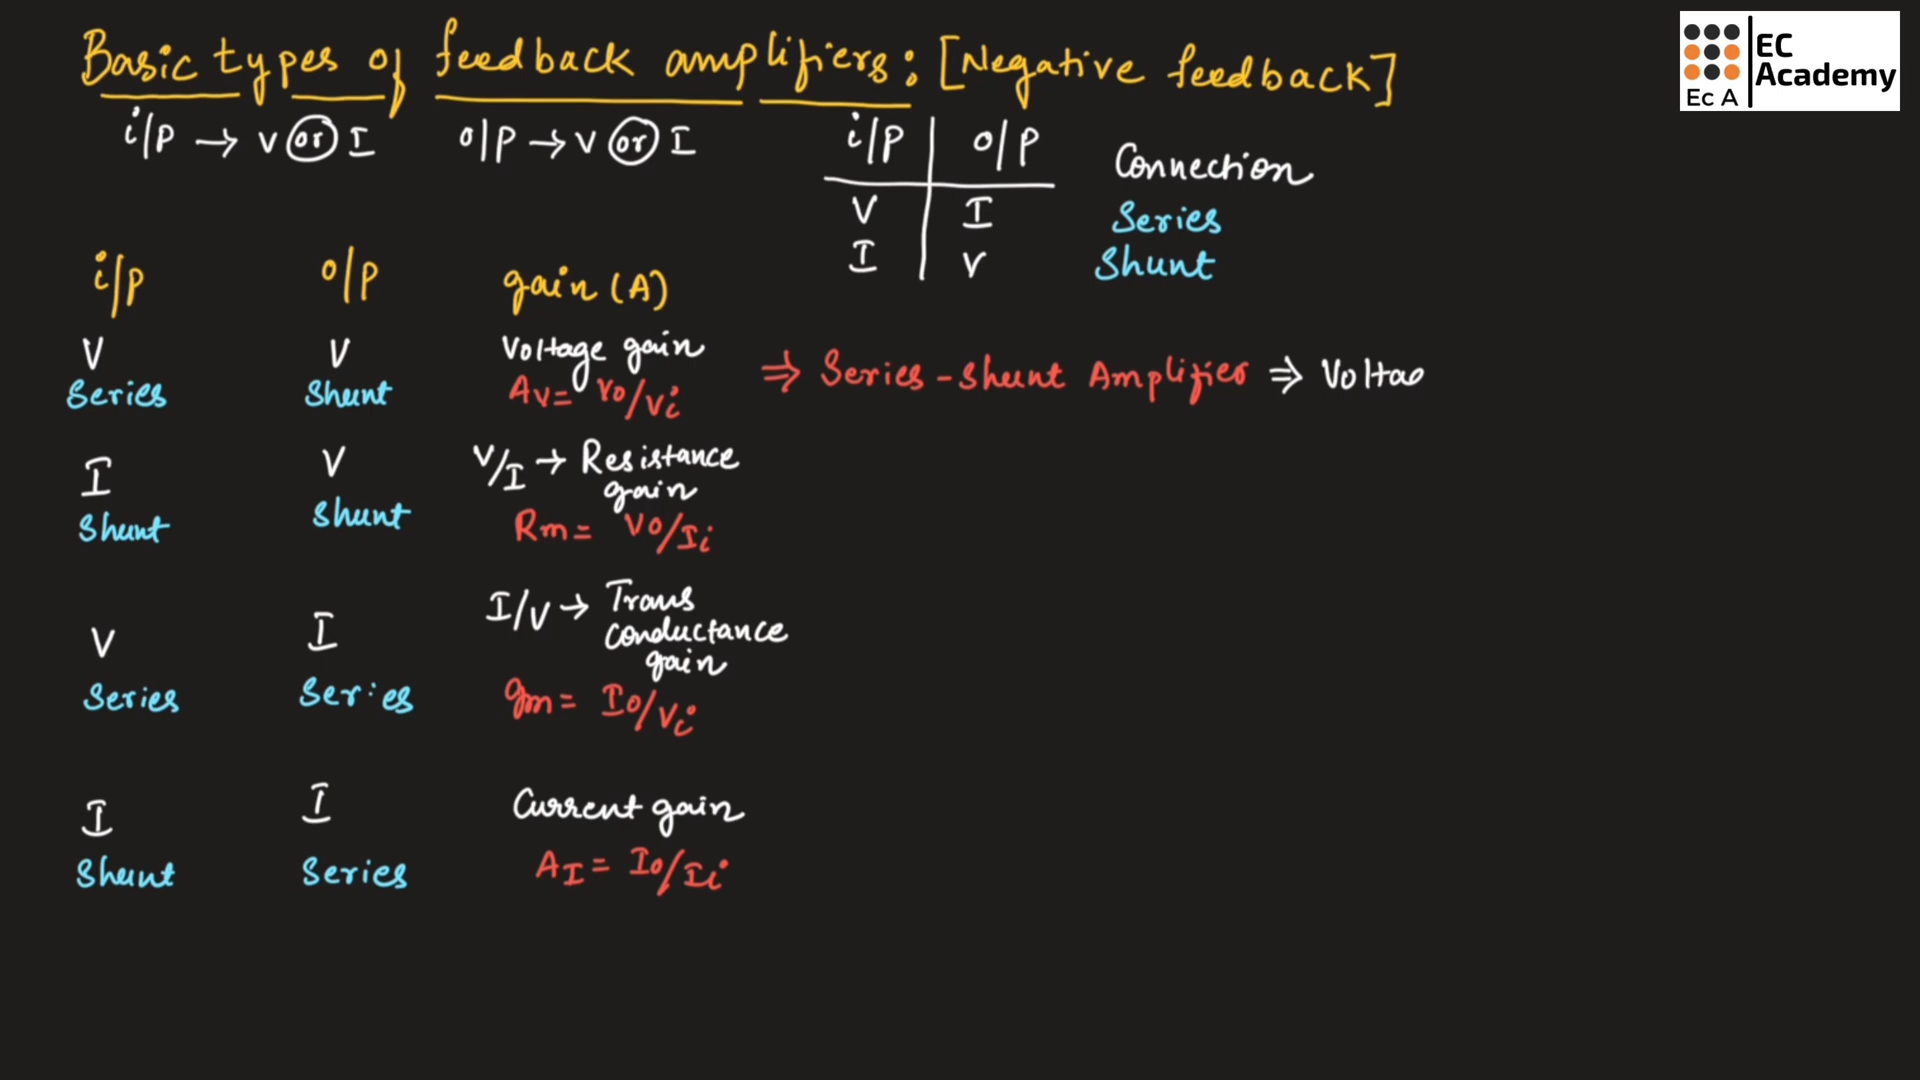 Basic types of feedback amplifiers: [Negative feedback]
EC Academy
Ec A
i/p → V or I
o/p → V or I
i/p o/p Connection
V I Series
I V Shunt
i/p o/p gain (A)
V V Voltage gain
Series Shunt Av = Vo/Vi ⇒ Series-Shunt Amplifier ⇒ Voltag
I V V/I → Resistance gain
Shunt Shunt Rm = Vo/Ii
V I I/V → Trans conductance gain
Series Series gm = Io/Vi
I I Current gain
Shunt Series AI = Io/Ii